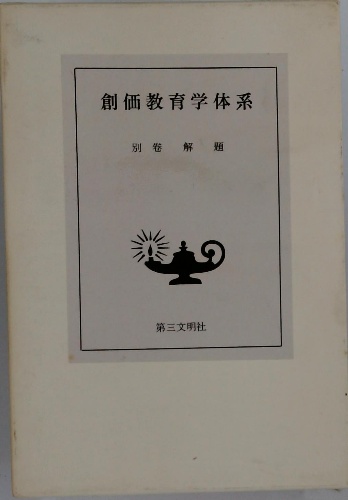 創価教育学体系
別巻 解題
第三文明社